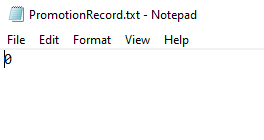 PromotionRecord.txt - Notepad
File Edit Format View Help
0